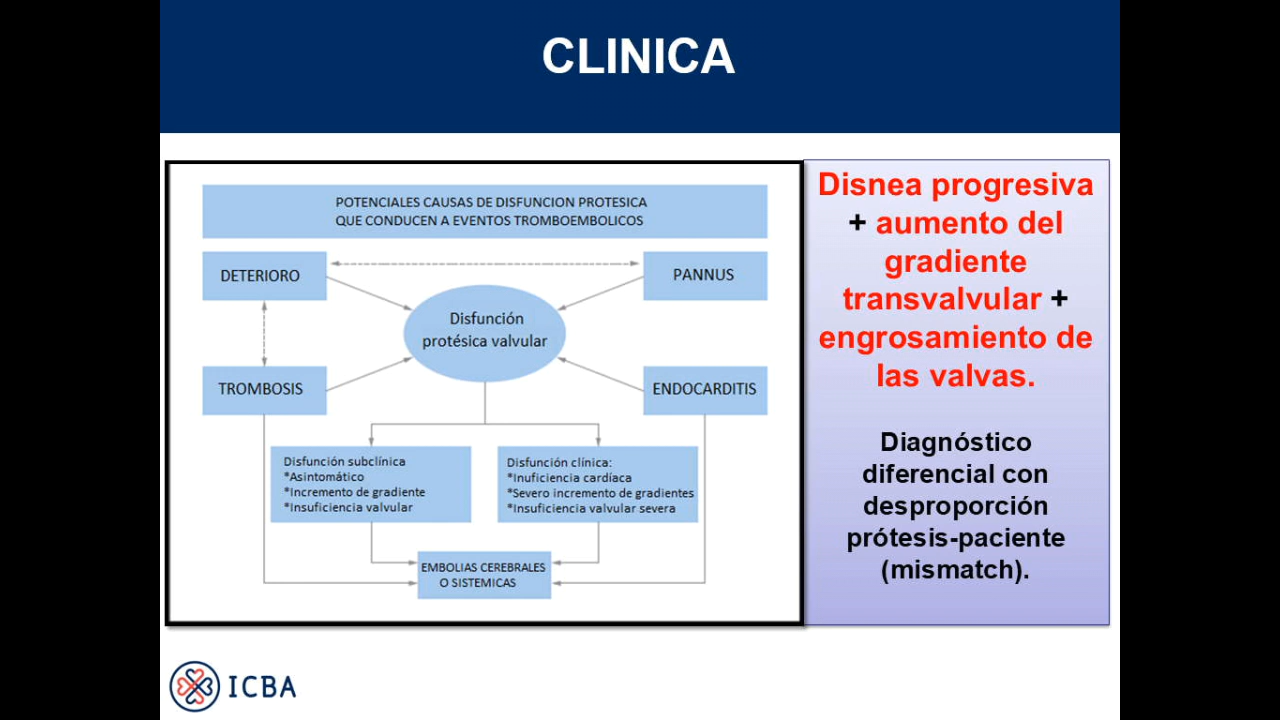 CLINICA
POTENCIALES CAUSAS DE DISFUNCION PROTESICA
QUE CONDUCEN A EVENTOS TROMBOEMBOLICOS
DETERIORO
PANNUS
Disfunción
protésica valvular
TROMBOSIS
ENDOCARDITIS
Disfunción subclínica
*Asintomático
*Incremento de gradiente
*Insuficiencia valvular
Disfunción clínica:
*Inuficiencia cardíaca
*Severo incremento de gradientes
*Insuficiencia valvular severa
EMBOLIAS CEREBRALES
O SISTEMICAS
Disnea progresiva
+ aumento del
gradiente
transvalvular +
engrosamiento de
las valvas.
Diagnóstico
diferencial con
desproporción
prótesis-paciente
(mismatch).
ICBA